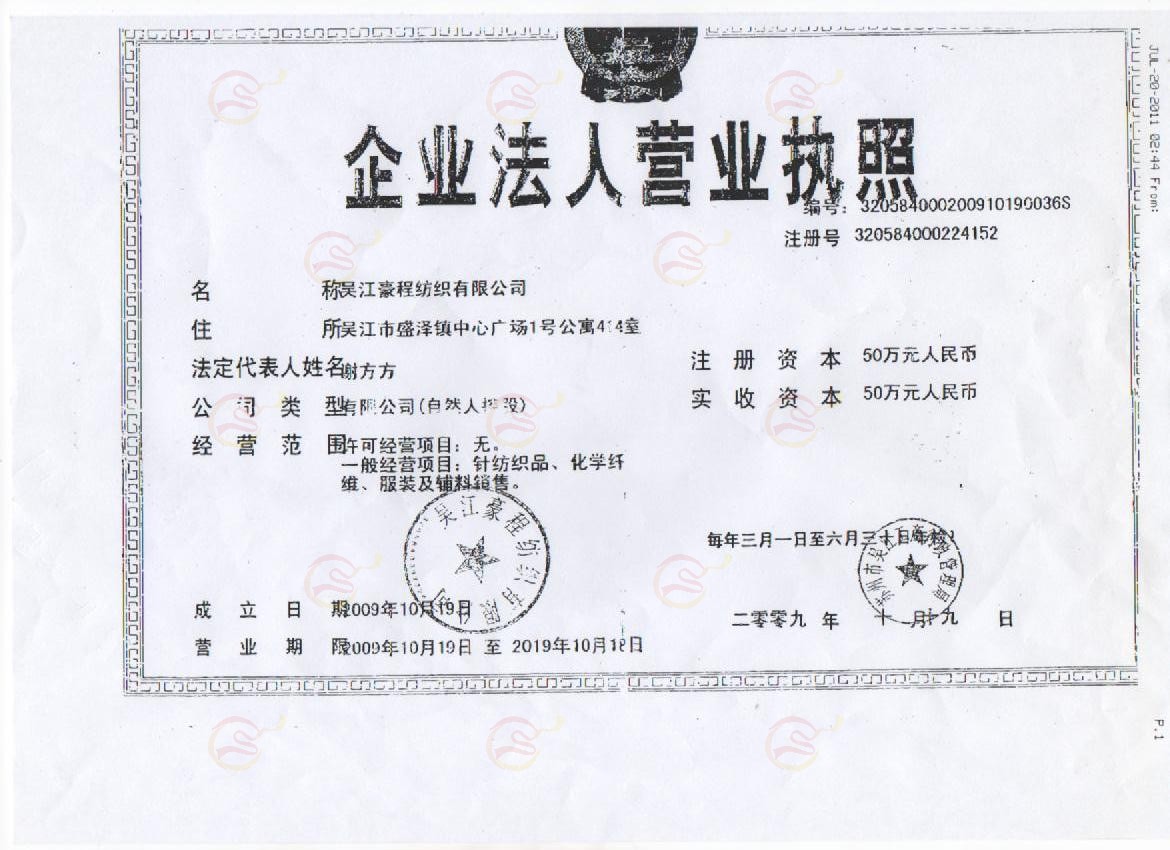 企业法人营业执照
编号: 320584000200910190036S
注册号 320584000224152
名 称 吴江豪程纺织有限公司
住 所 吴江市盛泽镇中心广场1号公寓414室
法定代表人姓名 谢方方
注册资本 50万元人民币
公司类型 有限公司(自然人控股)
实收资本 50万元人民币
经营范围 许可经营项目: 无。
一般经营项目: 针纺织品、化学纤
维、服装及辅料销售。
吴江豪程纺织有限公司
每年三月一日至六月三十日年检
成立日期 2009年10月19日
二零零九年 十 月 十九 日
营业期限 2009年10月19日 至 2019年10月18日
JUL-20-2011 02:44 From:
P.1